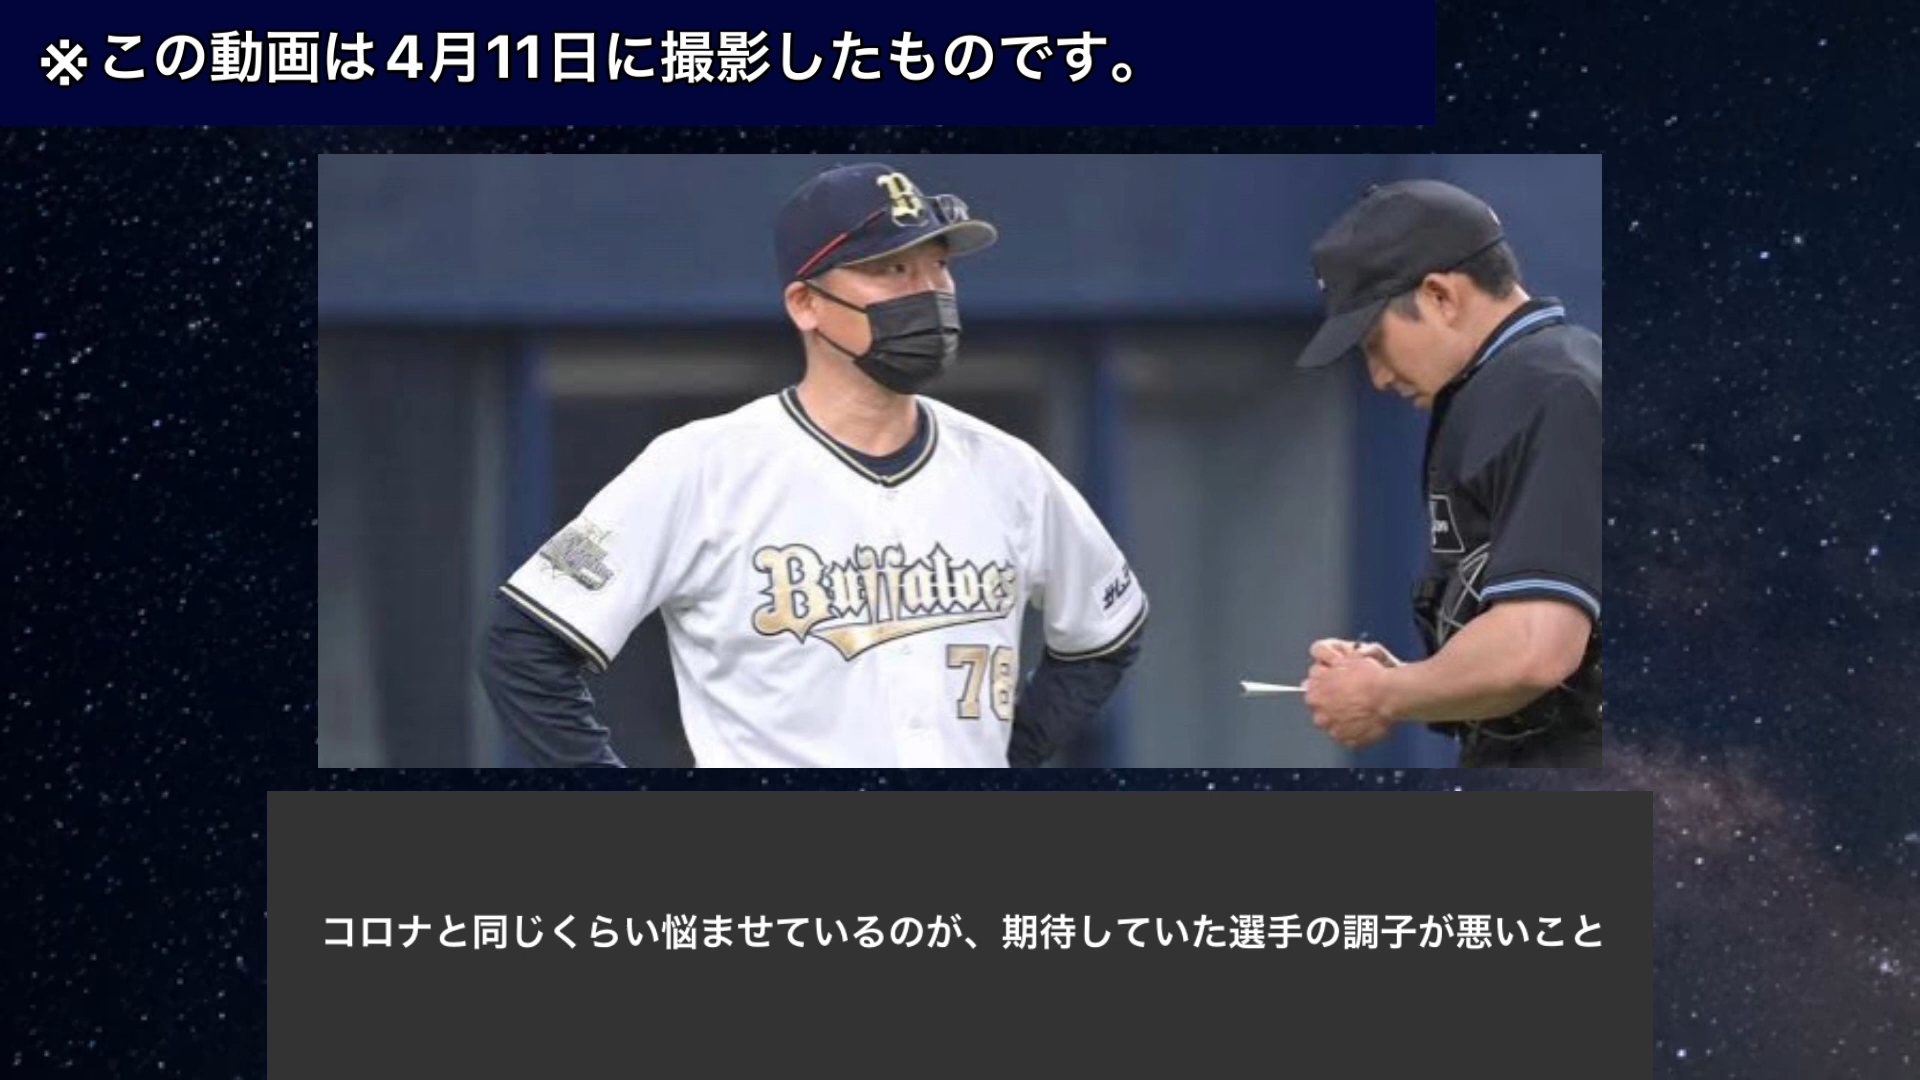 ※この動画は4月11日に撮影したものです。
B
Buffaloes
78
コロナと同じくらい悩ませているのが、期待していた選手の調子が悪いこと